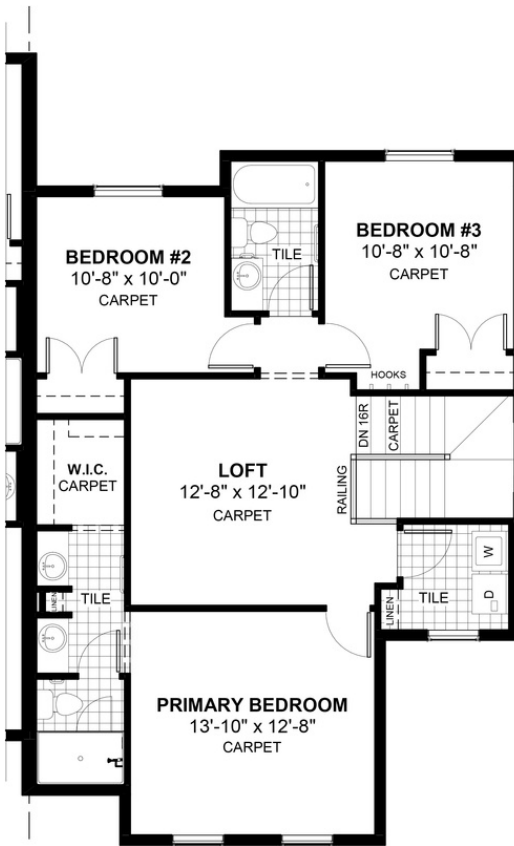 TILE
BEDROOM #3
10'-8" x 10'-8"
CARPET
BEDROOM #2
10'-8" x 10'-0"
CARPET
HOOKS
DN 16R
CARPET
W.I.C.
CARPET
LOFT
12'-8" x 12'-10"
CARPET
RAILING
W
D
LINEN
TILE
LINEN
TILE
PRIMARY BEDROOM
13'-10" x 12'-8"
CARPET